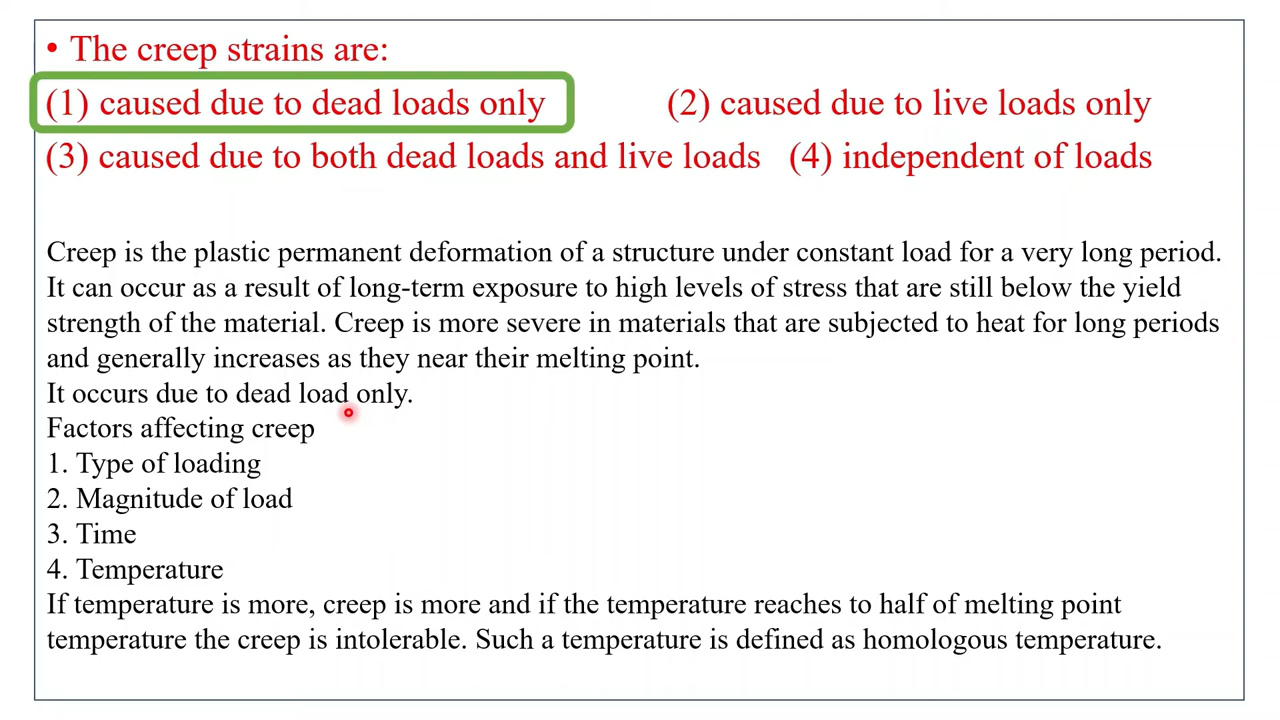 • The creep strains are:
(1) caused due to dead loads only (2) caused due to live loads only
(3) caused due to both dead loads and live loads (4) independent of loads
Creep is the plastic permanent deformation of a structure under constant load for a very long period.
It can occur as a result of long-term exposure to high levels of stress that are still below the yield
strength of the material. Creep is more severe in materials that are subjected to heat for long periods
and generally increases as they near their melting point.
It occurs due to dead load only.
Factors affecting creep
1. Type of loading
2. Magnitude of load
3. Time
4. Temperature
If temperature is more, creep is more and if the temperature reaches to half of melting point
temperature the creep is intolerable. Such a temperature is defined as homologous temperature.